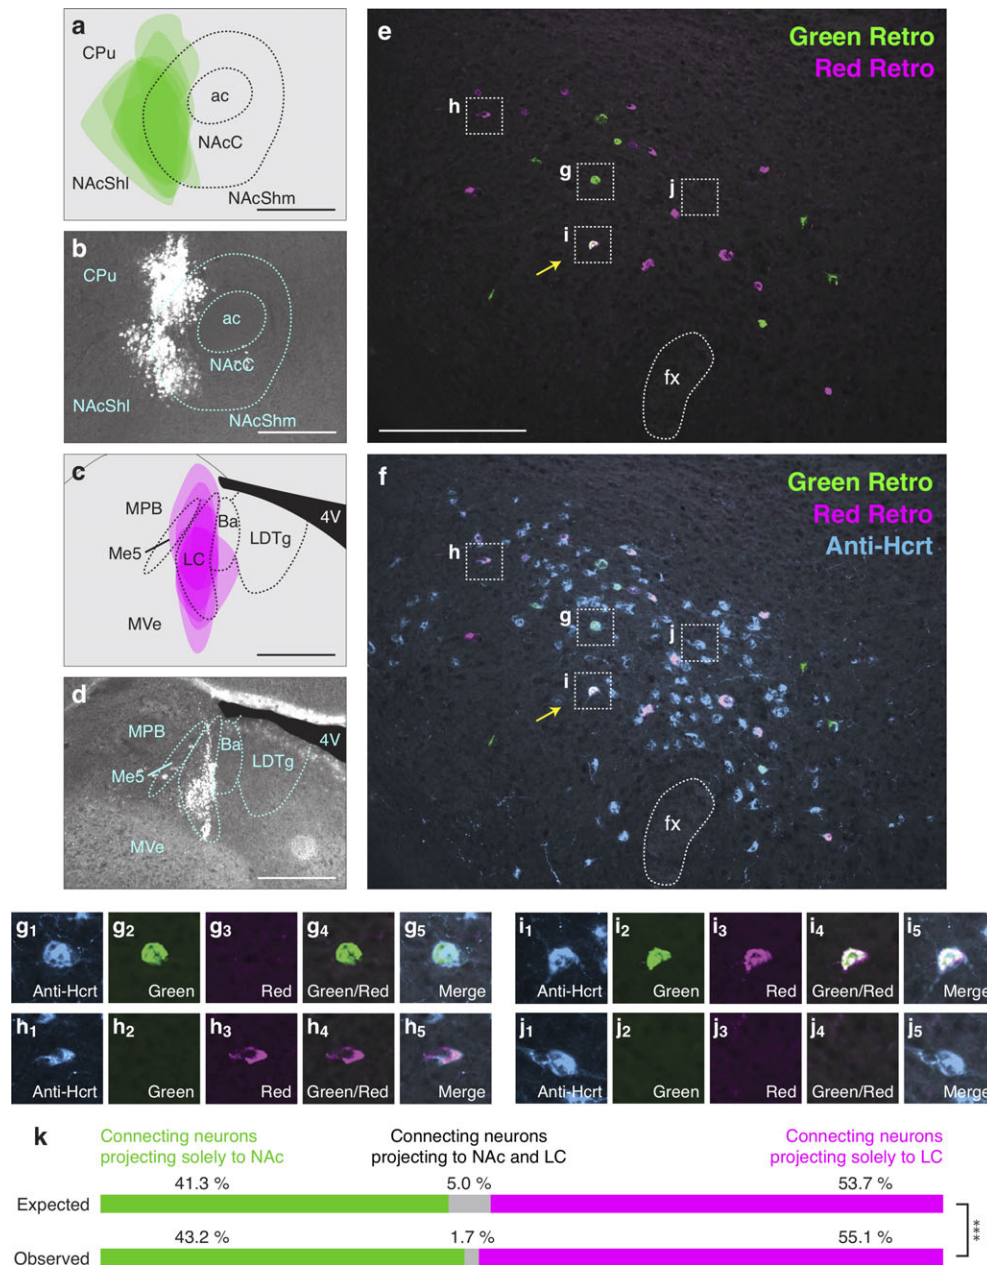 a
CPu
ac
NAcC
NAcShl
NAcShm
b
CPu
ac
NAcC
NAcShl
NAcShm
c
MPB
Ba
4V
Me5
LC
LDTg
MVe
d
MPB
Ba
4V
Me5
LDTg
MVe
e
Green Retro
Red Retro
h
g
j
i
fx
f
Green Retro
Red Retro
Anti-Hcrt
h
g
j
i
fx
g1
Anti-Hcrt
g2
Green
g3
Red
g4
Green/Red
g5
Merge
h1
Anti-Hcrt
h2
Green
h3
Red
h4
Green/Red
h5
Merge
i1
Anti-Hcrt
i2
Green
i3
Red
i4
Green/Red
i5
Merge
j1
Anti-Hcrt
j2
Green
j3
Red
j4
Green/Red
j5
Merge
k
Connecting neurons
projecting solely to NAc
Connecting neurons
projecting to NAc and LC
Connecting neurons
projecting solely to LC
41.3 % 5.0 % 53.7 %
Expected
***
43.2 % 1.7 % 55.1 %
Observed